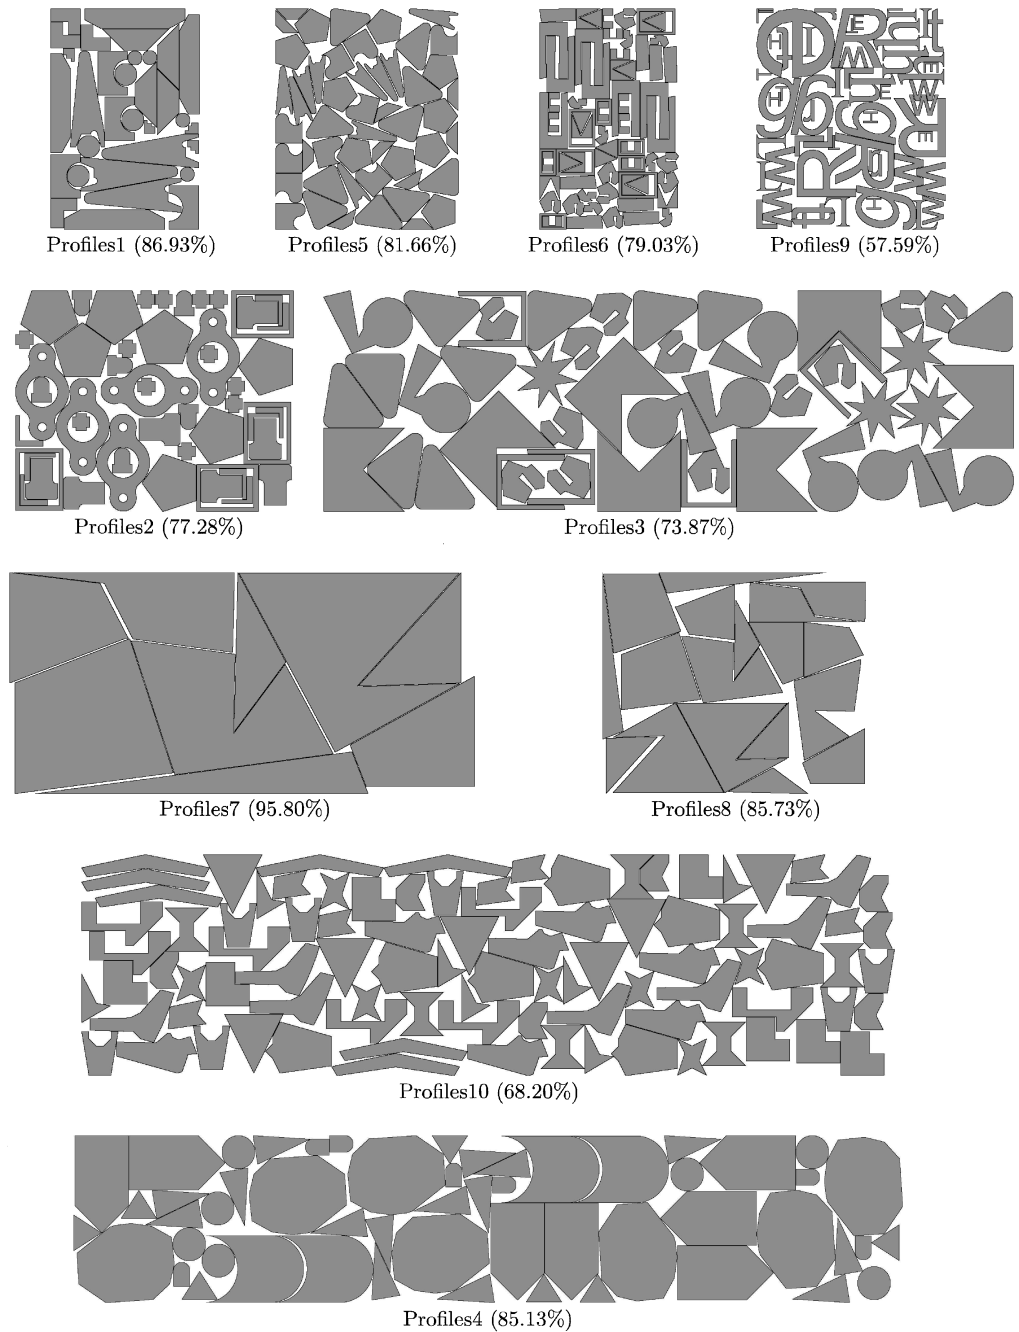 Profiles1 (86.93%) Profiles5 (81.66%) Profiles6 (79.03%) Profiles9 (57.59%)
Profiles2 (77.28%) Profiles3 (73.87%)
Profiles7 (95.80%) Profiles8 (85.73%)
Profiles10 (68.20%)
Profiles4 (85.13%)